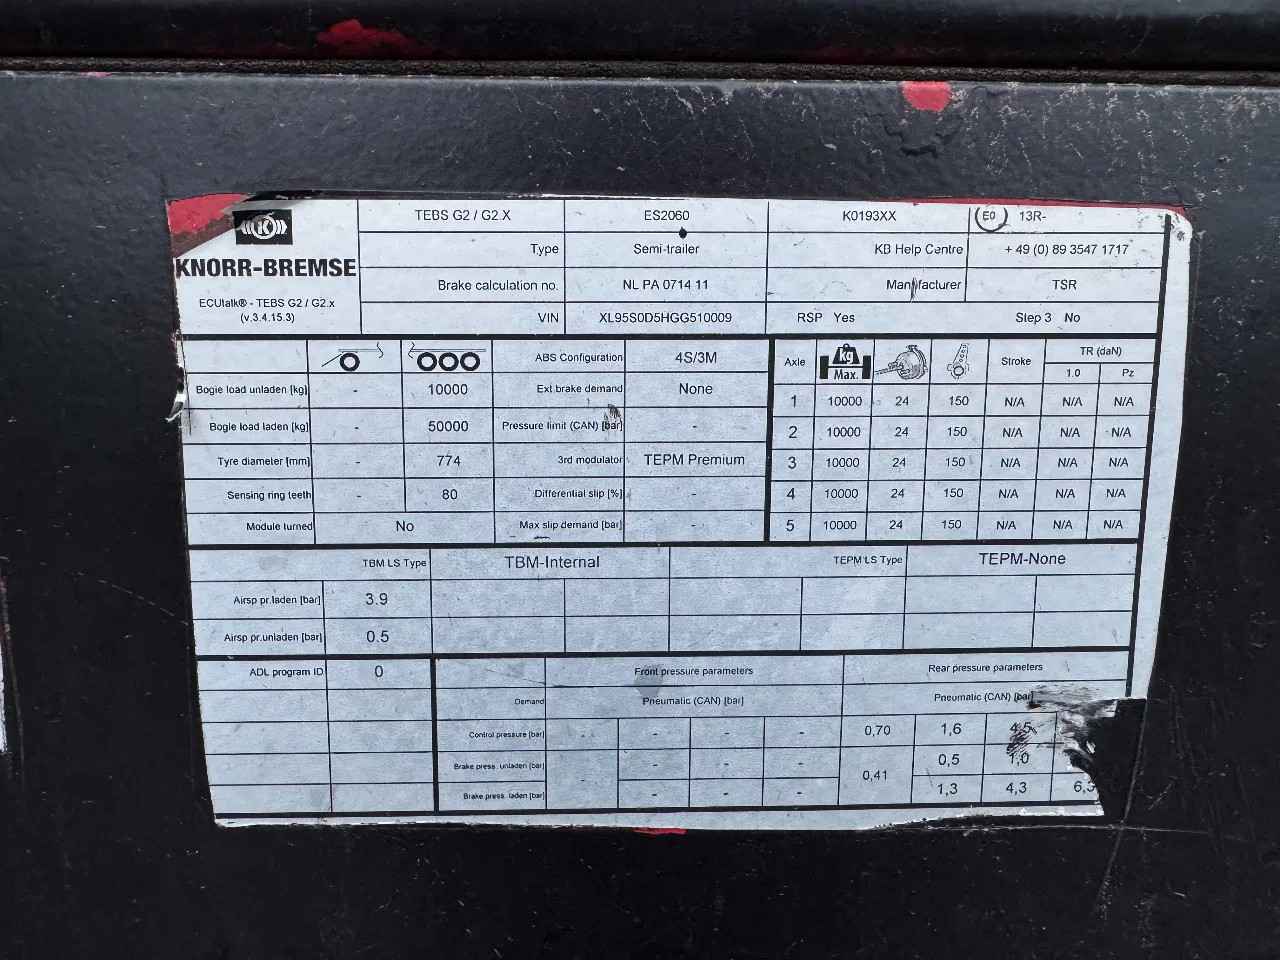 TEBS G2 / G2.X ES2060 K0193XX E0 13R-
K
KNORR-BREMSE
Type Semi-trailer KB Help Centre + 49 (0) 89 3547 1717
Brake calculation no. NL PA 0714 11 Manufacturer TSR
ECUtalk® - TEBS G2 / G2.x
(v.3.4.15.3)
VIN XL95S0D5HGG510009 RSP Yes Step 3 No
ABS Configuration 4S/3M Axle kg Max. Stroke TR (daN)
1.0 Pz
Bogie load unladen [kg] - 10000 Ext.brake demand None 1 10000 24 150 N/A N/A N/A
Bogie load laden [kg] - 50000 Pressure limit (CAN) [bar] - 2 10000 24 150 N/A N/A N/A
Tyre diameter [mm] - 774 3rd modulator TEPM Premium 3 10000 24 150 N/A N/A N/A
Sensing ring teeth - 80 Differential slip [%] - 4 10000 24 150 N/A N/A N/A
Module turned No Max slip demand [bar] - 5 10000 24 150 N/A N/A N/A
TBM LS Type TBM-Internal TEPM LS Type TEPM-None
Airsp pr.laden [bar] 3.9
Airsp pr.unladen [bar] 0.5
ADL program ID 0 Front pressure parameters Rear pressure parameters
Demand Pneumatic (CAN) [bar] Pneumatic (CAN) [bar]
Control pressure [bar] - - - - 0,70 1,6 4,5
Brake press. unladen [bar] - - - - 0,41 0,5 1,0
Brake press. laden [bar] - - - 1,3 4,3 6,3